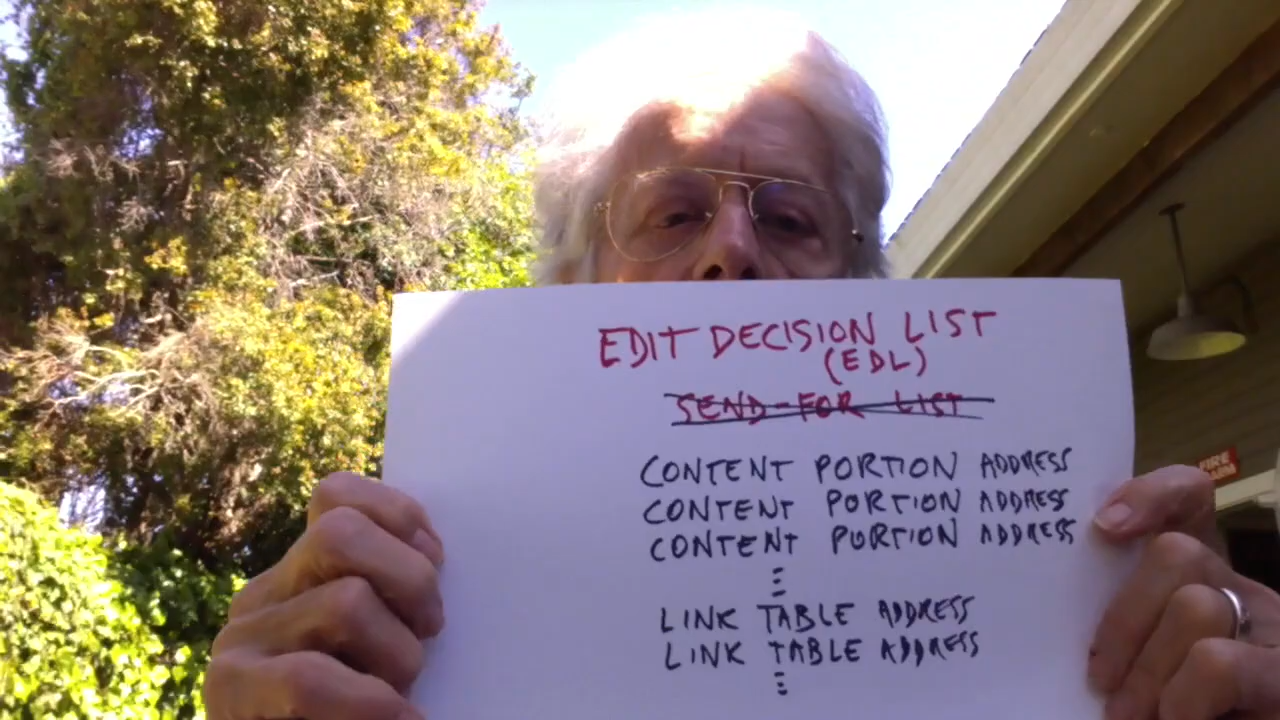 EDIT DECISION LIST
(EDL)
SEND-FOR LIST
CONTENT PORTION ADDRESS
CONTENT PORTION ADDRESS
CONTENT PORTION ADDRESS
LINK TABLE ADDRESS
LINK TABLE ADDRESS
FIRE